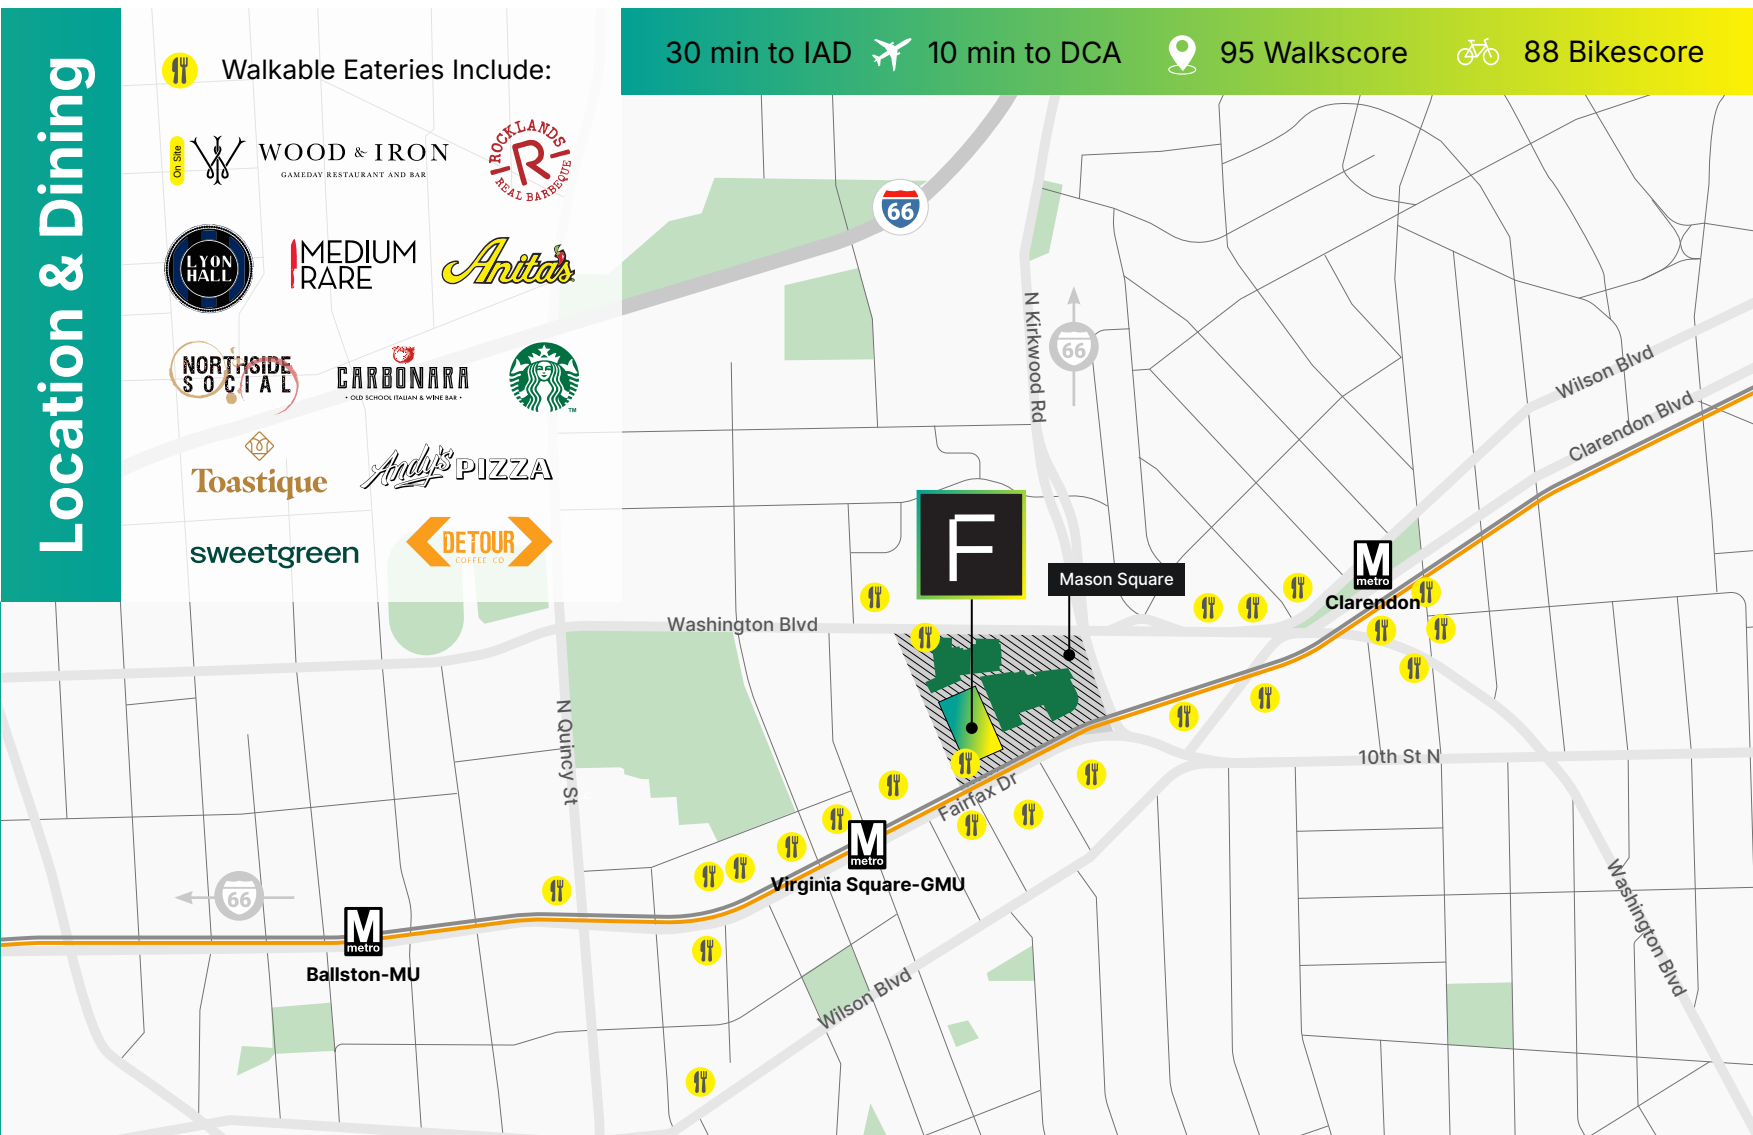 Location & Dining
Walkable Eateries Include:
On Site
WOOD & IRON
GAMEDAY RESTAURANT AND BAR
ROCKLANDS
R
REAL BARBEQUE
LYON
HALL
MEDIUM
RARE
Anita's
NORTHSIDE
SOCIAL
CARBONARA
• OLD SCHOOL ITALIAN & WINE BAR •
TM
Toastique
Andy's PIZZA
sweetgreen
DETOUR
COFFEE CO
30 min to IAD
10 min to DCA
95 Walkscore
88 Bikescore
66
N Kirkwood Rd
66
Wilson Blvd
Clarendon Blvd
F
Mason Square
M
metro
Clarendon
Washington Blvd
N Quincy St
10th St N
Fairfax Dr
M
metro
Virginia Square-GMU
66
M
metro
Ballston-MU
Wilson Blvd
Washington Blvd